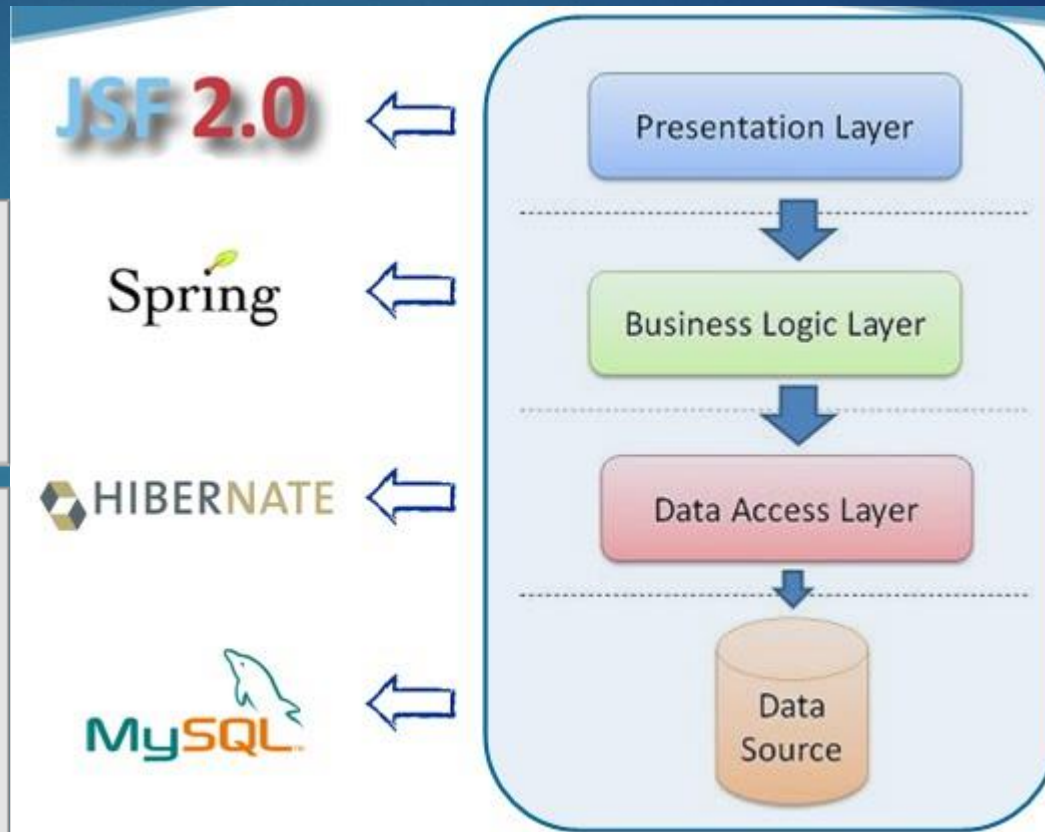 JSF 2.0
Presentation Layer
Spring
Business Logic Layer
HIBERNATE
Data Access Layer
MySQL
Data
Source